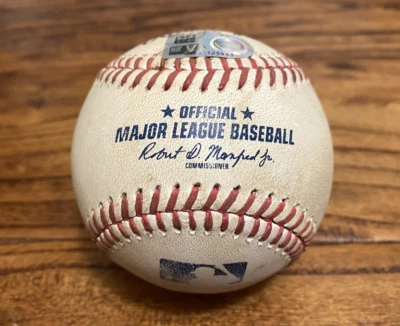 ★ OFFICIAL ★
MAJOR LEAGUE BASEBALL
Robert D. Manfred Jr.
COMMISSIONER